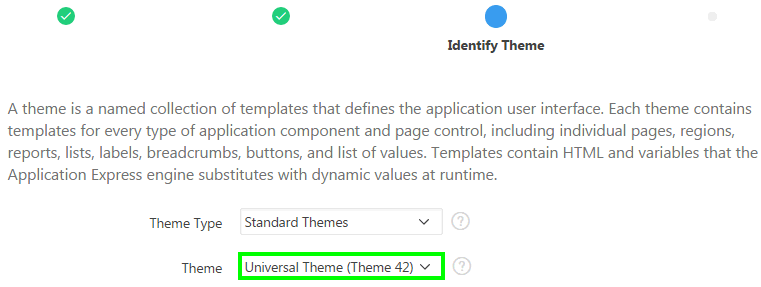 Identify Theme
A theme is a named collection of templates that defines the application user interface. Each theme contains
templates for every type of application component and page control, including individual pages, regions,
reports, lists, labels, breadcrumbs, buttons, and list of values. Templates contain HTML and variables that the
Application Express engine substitutes with dynamic values at runtime.
Theme Type Standard Themes ?
Theme Universal Theme (Theme 42) ?